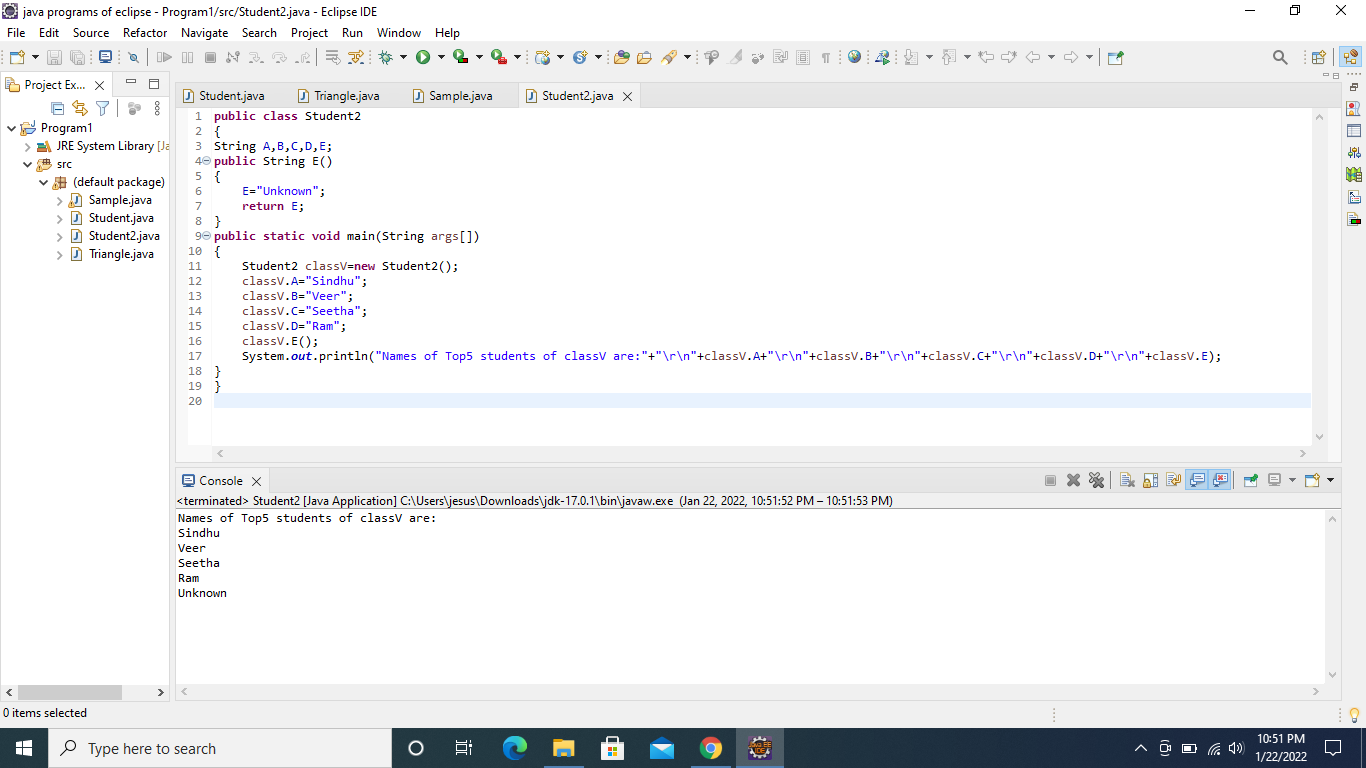 java programs of eclipse - Program1/src/Student2.java - Eclipse IDE
File Edit Source Refactor Navigate Search Project Run Window Help
Project Ex...
Program1
JRE System Library [Ja
src
(default package)
Sample.java
Student.java
Student2.java
Triangle.java
Student.java Triangle.java Sample.java Student2.java
1 public class Student2
2 {
3 String A,B,C,D,E;
4 public String E()
5 {
6     E="Unknown";
7     return E;
8 }
9 public static void main(String args[])
10 {
11     Student2 classV=new Student2();
12     classV.A="Sindhu";
13     classV.B="Veer";
14     classV.C="Seetha";
15     classV.D="Ram";
16     classV.E();
17     System.out.println("Names of Top5 students of classV are:"+"\r\n"+classV.A+"\r\n"+classV.B+"\r\n"+classV.C+"\r\n"+classV.D+"\r\n"+classV.E);
18 }
19 }
20
Console
<terminated> Student2 [Java Application] C:\Users\jesus\Downloads\jdk-17.0.1\bin\javaw.exe (Jan 22, 2022, 10:51:52 PM – 10:51:53 PM)
Names of Top5 students of classV are:
Sindhu
Veer
Seetha
Ram
Unknown
0 items selected
Type here to search
10:51 PM
1/22/2022